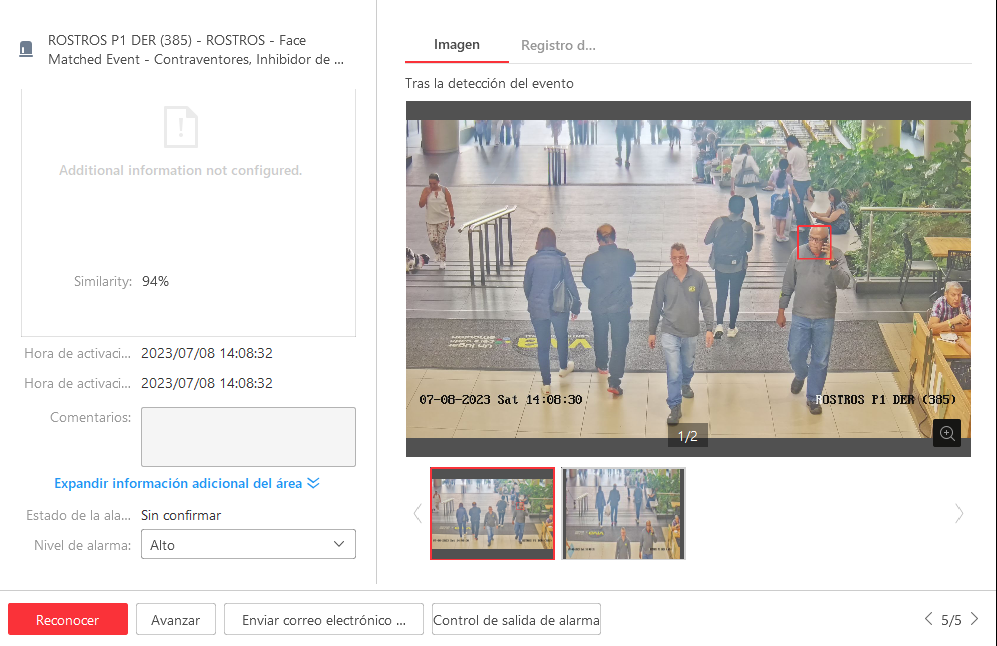 ROSTROS P1 DER (385) - ROSTROS - Face
Matched Event - Contraventores, Inhibidor de ...
Additional information not configured.
Similarity: 94%
Hora de activaci... 2023/07/08 14:08:32
Hora de activaci... 2023/07/08 14:08:32
Comentarios:
Expandir información adicional del área
Estado de la ala... Sin confirmar
Nivel de alarma: Alto
Imagen Registro d...
Tras la detección del evento
07-08-2023 Sat 14:08:30 ROSTROS P1 DER (385)
1/2
Reconocer Avanzar Enviar correo electrónico ... Control de salida de alarma 5/5